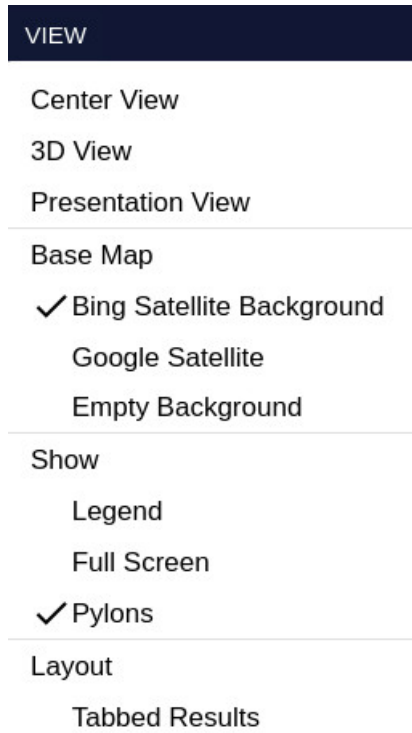 VIEW
Center View
3D View
Presentation View
Base Map
Bing Satellite Background
Google Satellite
Empty Background
Show
Legend
Full Screen
Pylons
Layout
Tabbed Results